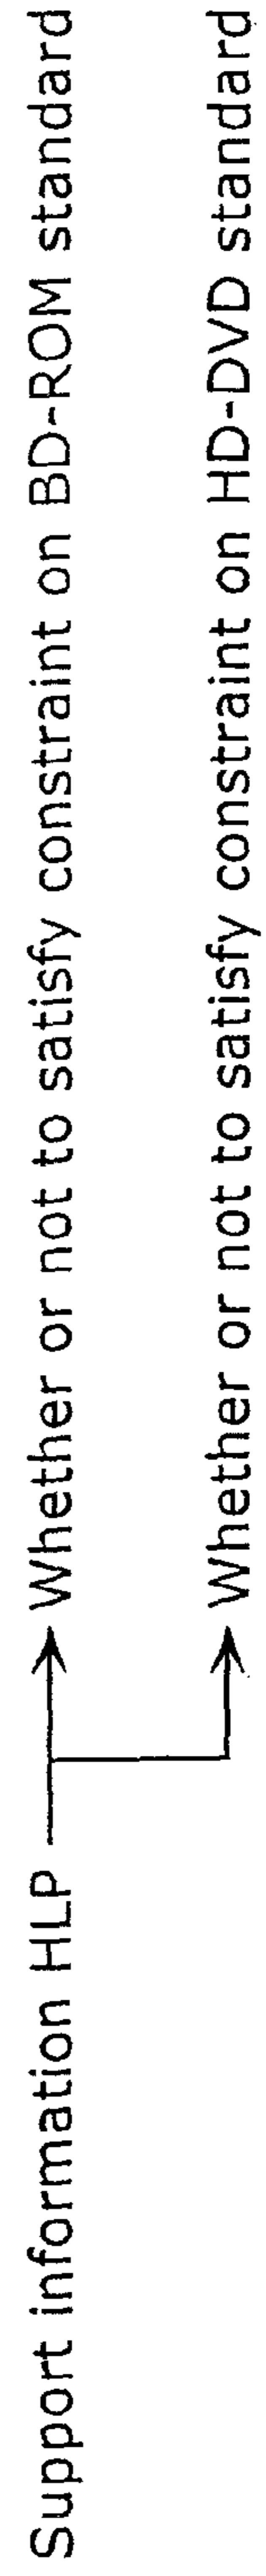 Support information HLP
Whether or not to satisfy constraint on BD-ROM standard
Whether or not to satisfy constraint on HD-DVD standard